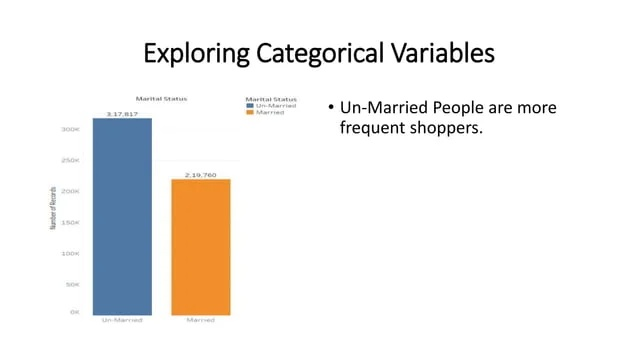 Exploring Categorical Variables
Marital Status
Marital Status
Un-Married
Married
3,17,817
2,19,760
300K
250K
200K
150K
100K
50K
0K
Number of Records
Un-Married
Married
• Un-Married People are more
frequent shoppers.